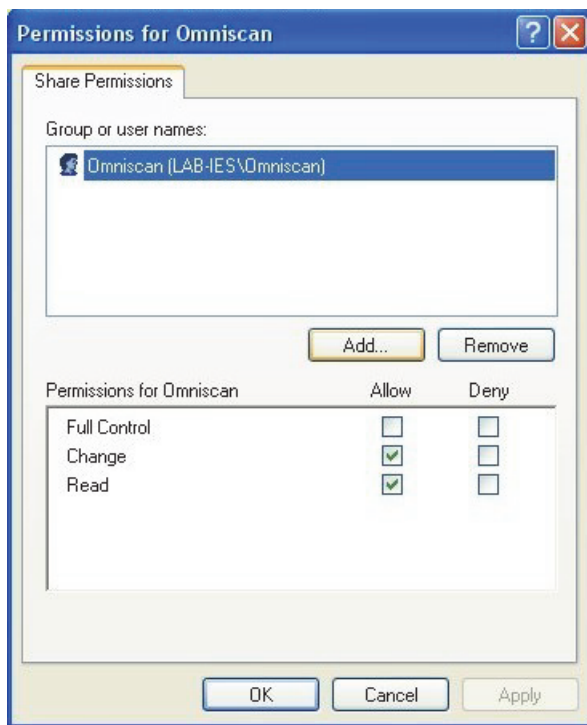 Permissions for Omniscan
Share Permissions
Group or user names:
Omniscan (LAB-IES\Omniscan)
Add... Remove
Permissions for Omniscan Allow Deny
Full Control
Change
Read
OK Cancel Apply